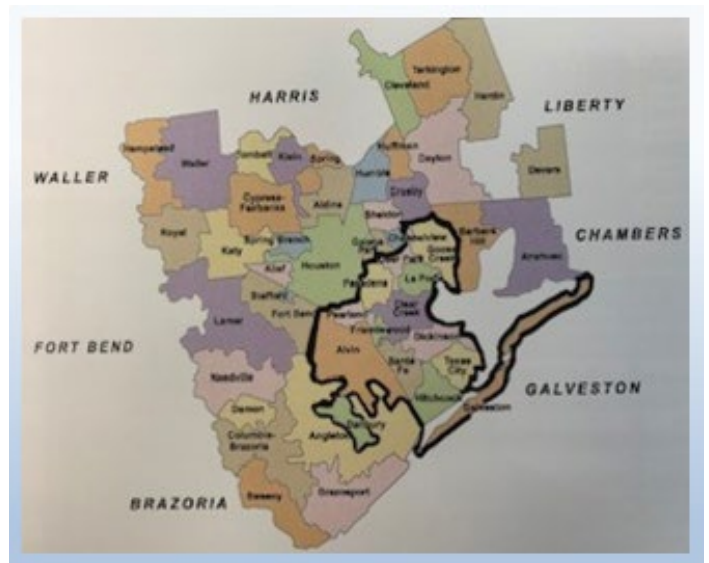 Tarkington
Cleveland
Hardin
HARRIS
LIBERTY
Huffman
Hempstead
Waller
Tomball
Klein
Spring
Humble
Dayton
Devers
WALLER
Crosby
Cypress-
Fairbanks
Aldine
Sheldon
Royal
Katy
Spring Branch
Galena
Park
Channelview
Goose
Creek
Barbers
Hill
Anahuac
CHAMBERS
Houston
Deer Park
Alief
Pasadena
La Porte
Stafford
Lamar
Fort Bend
Pearland
Clear
Creek
Friendswood
Dickinson
FORT BEND
Alvin
Santa
Fe
Texas
City
Needville
GALVESTON
Hitchcock
Galveston
Damon
Danbury
Angleton
Columbia-
Brazoria
BRAZORIA
Sweeny
Brazosport